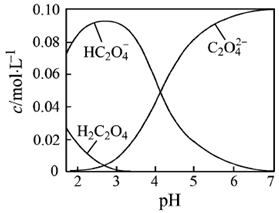 0.10
0.08
0.06
0.04
0.02
0
c/mol·L⁻¹
HC₂O₄⁻
C₂O₄²⁻
H₂C₂O₄
2 3 4 5 6 7
pH